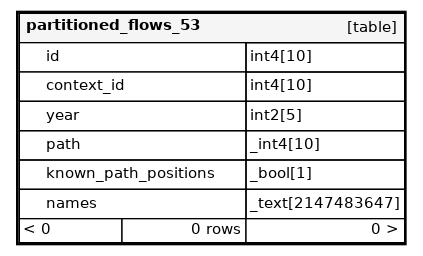 partitioned_flows_53 [table]
id int4[10]
context_id int4[10]
year int2[5]
path _int4[10]
known_path_positions _bool[1]
names _text[2147483647]
< 0 0 rows 0 >